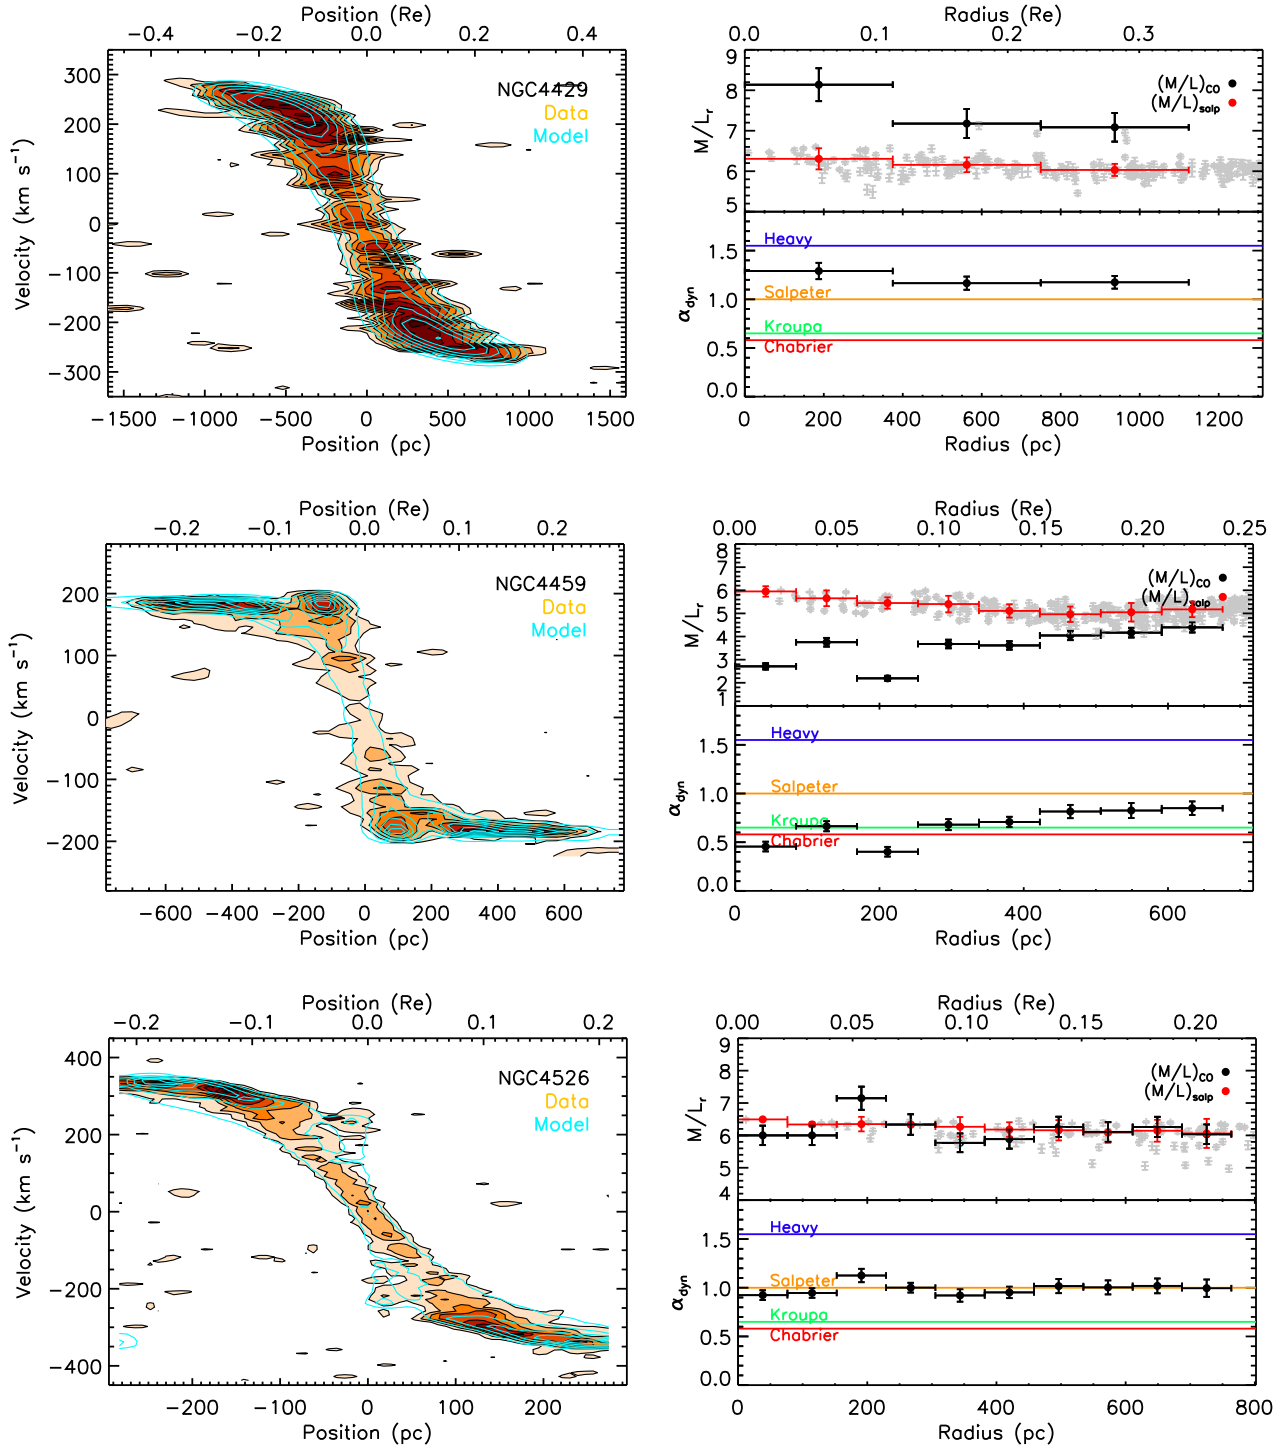 Position (Re)
−0.4 −0.2 0.0 0.2 0.4
Velocity (km s⁻¹)
300
200
100
0
−100
−200
−300
NGC4429
Data
Model
−1500 −1000 −500 0 500 1000 1500
Position (pc)
Radius (Re)
0.0 0.1 0.2 0.3
M/Lr
9
8
7
6
5
(M/L)CO
(M/L)salp
αdyn
1.5
1.0
0.5
0.0
Heavy
Salpeter
Kroupa
Chabrier
0 200 400 600 800 1000 1200
Radius (pc)
Position (Re)
−0.2 −0.1 0.0 0.1 0.2
Velocity (km s⁻¹)
200
100
0
−100
−200
NGC4459
Data
Model
−600 −400 −200 0 200 400 600
Position (pc)
Radius (Re)
0.00 0.05 0.10 0.15 0.20 0.25
M/Lr
8
7
6
5
4
3
2
1
(M/L)CO
(M/L)salp
αdyn
1.5
1.0
0.5
0.0
Heavy
Salpeter
Kroupa
Chabrier
0 200 400 600
Radius (pc)
Position (Re)
−0.2 −0.1 0.0 0.1 0.2
Velocity (km s⁻¹)
400
200
0
−200
−400
NGC4526
Data
Model
−200 −100 0 100 200
Position (pc)
Radius (Re)
0.00 0.05 0.10 0.15 0.20
M/Lr
9
8
7
6
5
4
(M/L)CO
(M/L)salp
αdyn
1.5
1.0
0.5
0.0
Heavy
Salpeter
Kroupa
Chabrier
0 200 400 600 800
Radius (pc)